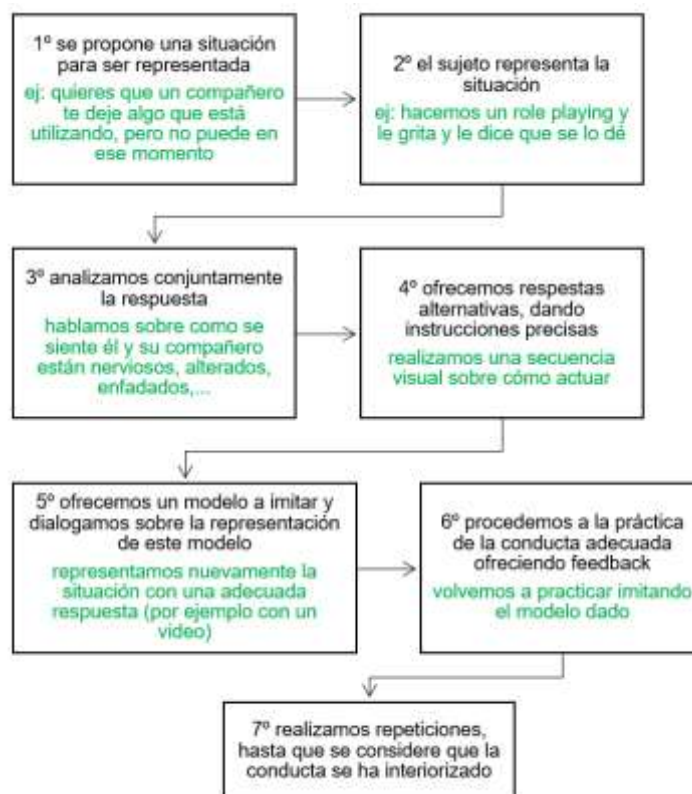 1º se propone una situación
para ser representada
ej: quieres que un compañero
te deje algo que está
utilizando, pero no puede en
ese momento
2º el sujeto representa la
situación
ej: hacemos un role playing y
le grita y le dice que se lo dé
3º analizamos conjuntamente
la respuesta
hablamos sobre como se
siente él y su compañero
están nerviosos, alterados,
enfadados,...
4º ofrecemos respestas
alternativas, dando
instrucciones precisas
realizamos una secuencia
visual sobre cómo actuar
5º ofrecemos un modelo a imitar y
dialogamos sobre la representación
de este modelo
representamos nuevamente la
situación con una adecuada
respuesta (por ejemplo con un
video)
6º procedemos a la práctica
de la conducta adecuada
ofreciendo feedback
volvemos a practicar imitando
el modelo dado
7º realizamos repeticiones,
hasta que se considere que la
conducta se ha interiorizado